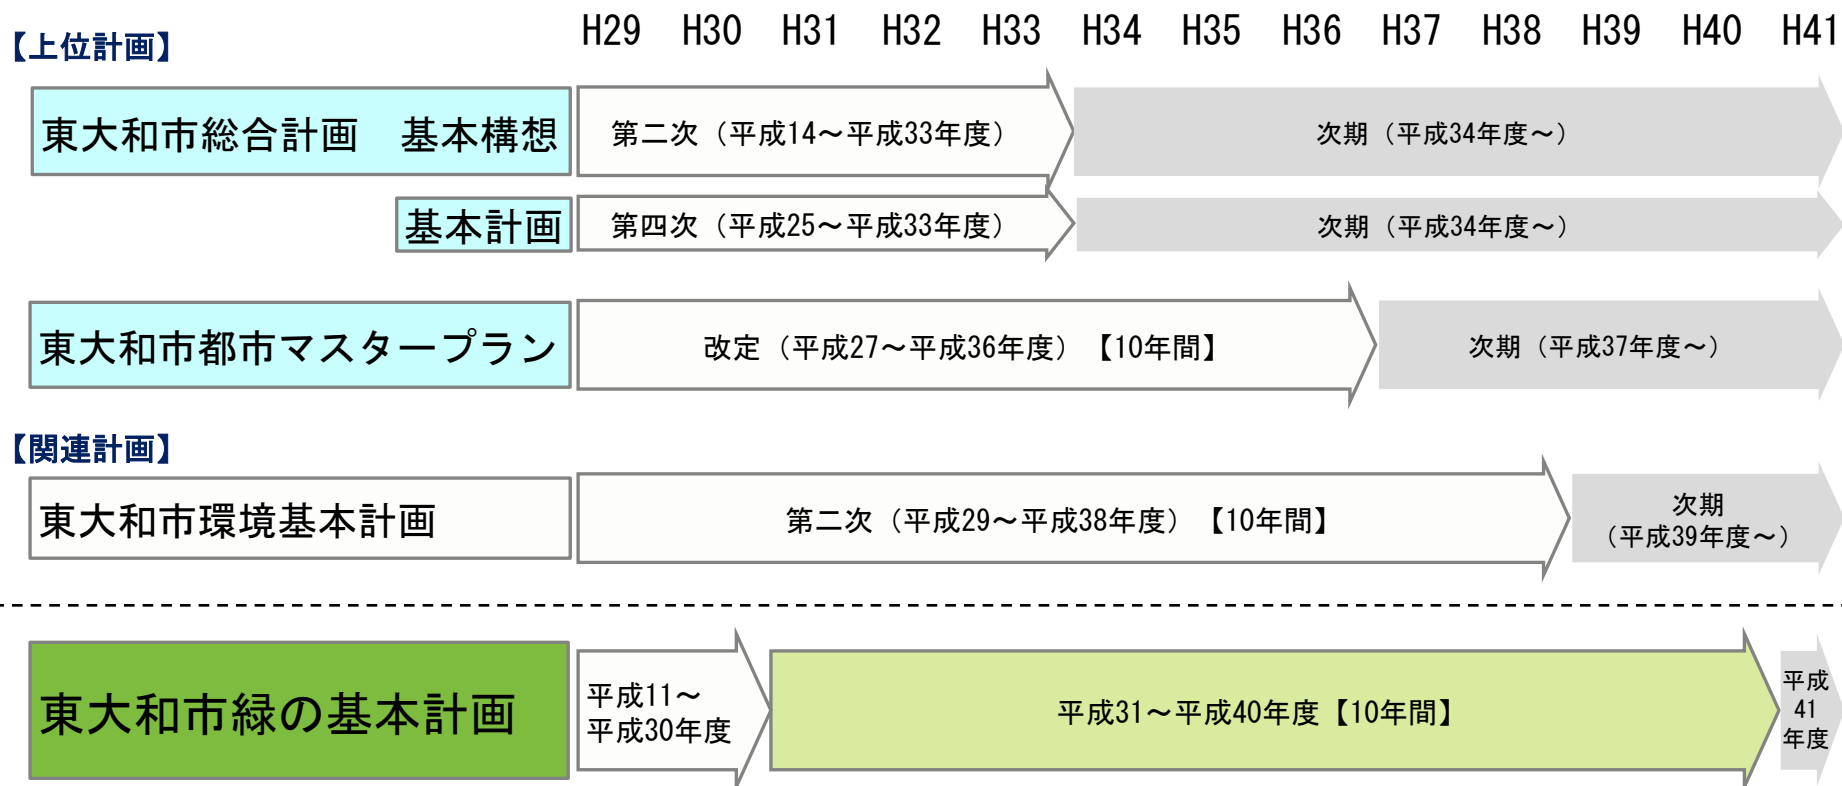 H29 H30 H31 H32 H33 H34 H35 H36 H37 H38 H39 H40 H41
【上位計画】
東大和市総合計画　基本構想
第二次（平成14～平成33年度）
次期（平成34年度～）
基本計画
第四次（平成25～平成33年度）
次期（平成34年度～）
東大和市都市マスタープラン
改定（平成27～平成36年度）【10年間】
次期（平成37年度～）
【関連計画】
東大和市環境基本計画
第二次（平成29～平成38年度）【10年間】
次期
（平成39年度～）
東大和市緑の基本計画
平成11～
平成30年度
平成31～平成40年度【10年間】
平成
41
年度